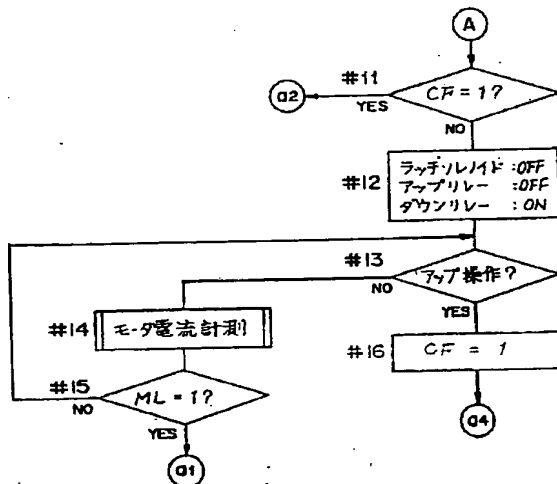 A
#11
CF = 1?
a2
YES
NO
#12
ラッチソレノイド :OFF
アップリレー :OFF
ダウンリレー : ON
#13
アップ操作?
NO
YES
#14
モータ電流計測
#16
CF = 1
#15
ML = 1?
NO
YES
a4
a1